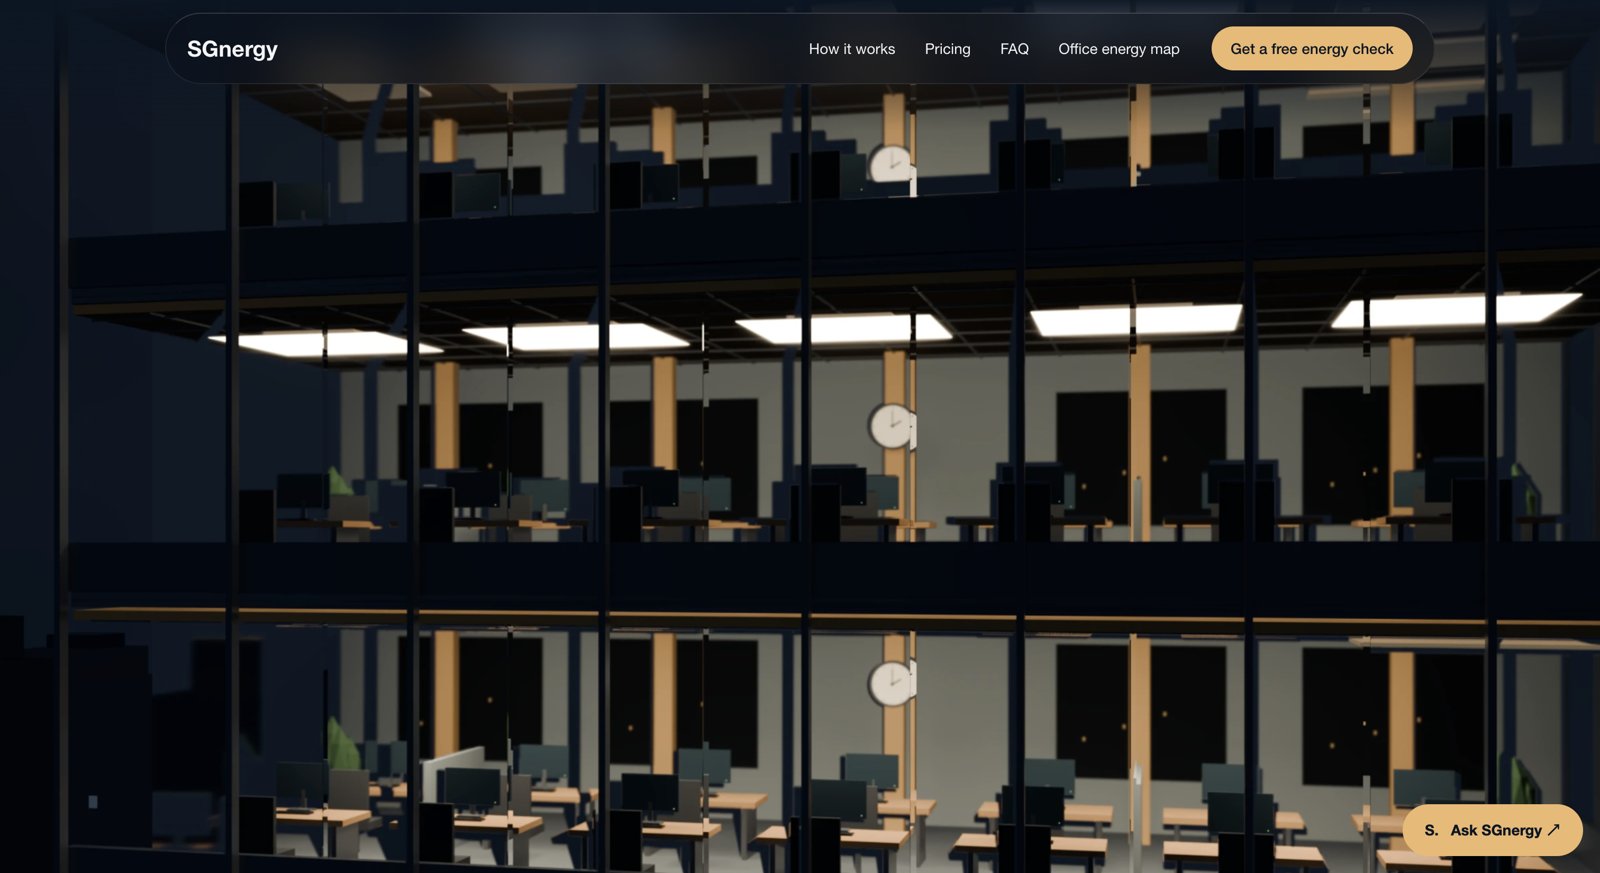 SGnergy
How it works
Pricing
FAQ
Office energy map
Get a free energy check
S. Ask SGnergy ↗